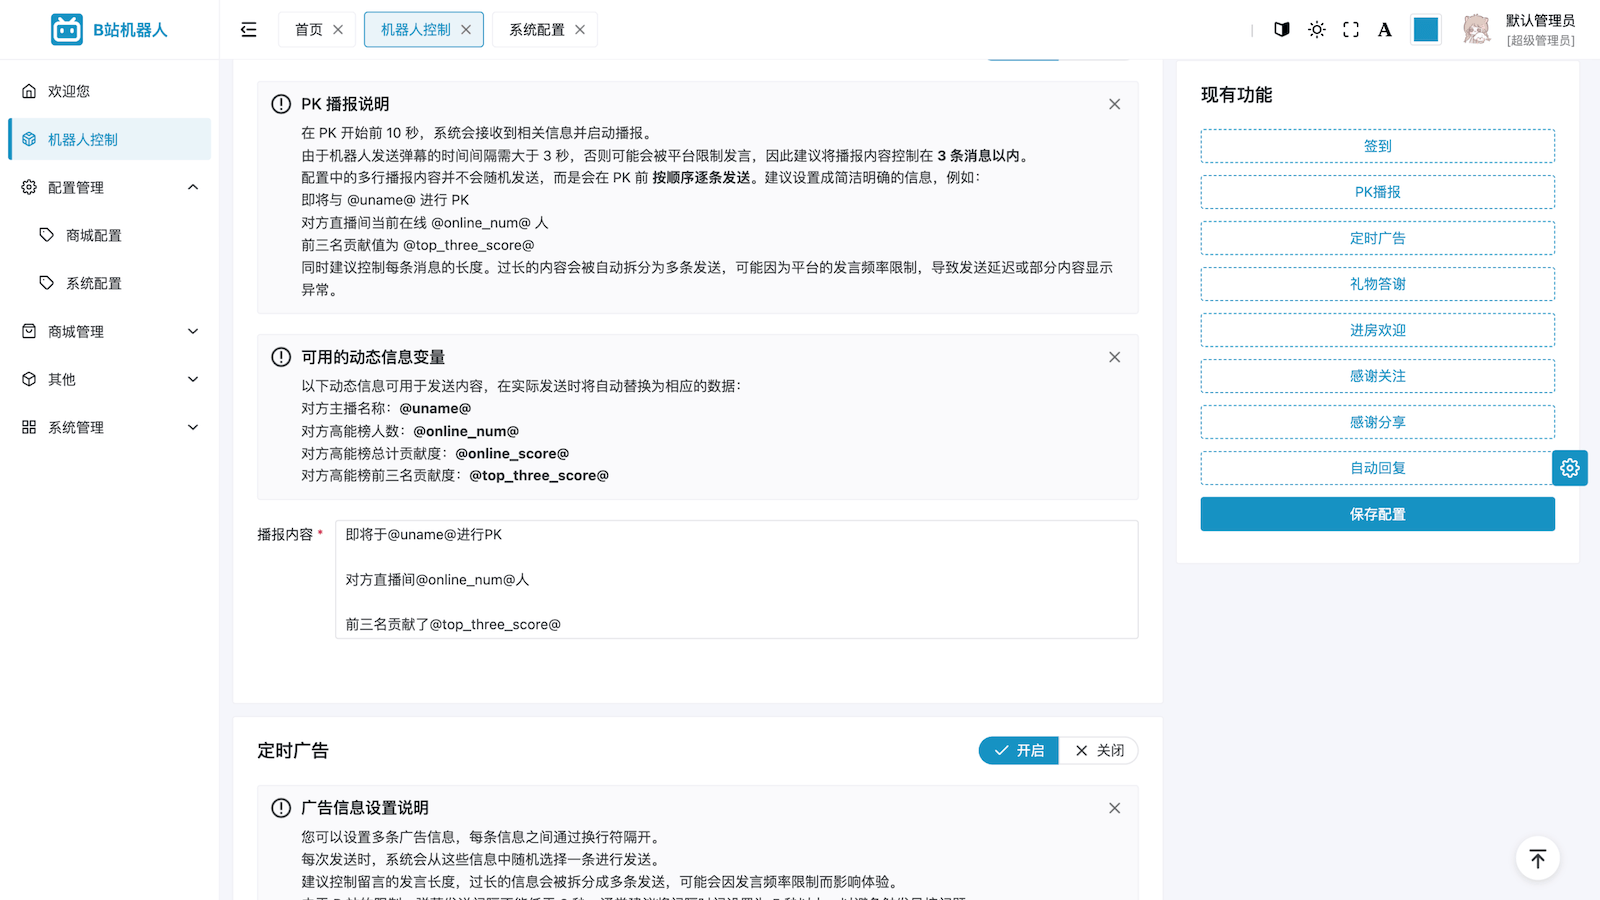 B站机器人
首页
机器人控制
系统配置
A
默认管理员
[超级管理员]
欢迎您
机器人控制
配置管理
商城配置
系统配置
商城管理
其他
系统管理
PK 播报说明
在 PK 开始前 10 秒，系统会接收到相关信息并启动播报。
由于机器人发送弹幕的时间间隔需大于 3 秒，否则可能会被平台限制发言，因此建议将播报内容控制在 3 条消息以内。
配置中的多行播报内容并不会随机发送，而是会在 PK 前 按顺序逐条发送。建议设置成简洁明确的信息，例如：
即将与 @uname@ 进行 PK
对方直播间当前在线 @online_num@ 人
前三名贡献值为 @top_three_score@
同时建议控制每条消息的长度。过长的内容会被自动拆分为多条发送，可能因为平台的发言频率限制，导致发送延迟或部分内容显示
异常。
可用的动态信息变量
以下动态信息可用于发送内容，在实际发送时将自动替换为相应的数据：
对方主播名称：@uname@
对方高能榜人数：@online_num@
对方高能榜总计贡献度：@online_score@
对方高能榜前三名贡献度：@top_three_score@
播报内容 *
即将于@uname@进行PK
对方直播间@online_num@人
前三名贡献了@top_three_score@
定时广告
开启
关闭
广告信息设置说明
您可以设置多条广告信息，每条信息之间通过换行符隔开。
每次发送时，系统会从这些信息中随机选择一条进行发送。
建议控制留言的发言长度，过长的信息会被拆分成多条发送，可能会因发言频率限制而影响体验。
现有功能
签到
PK播报
定时广告
礼物答谢
进房欢迎
感谢关注
感谢分享
自动回复
保存配置